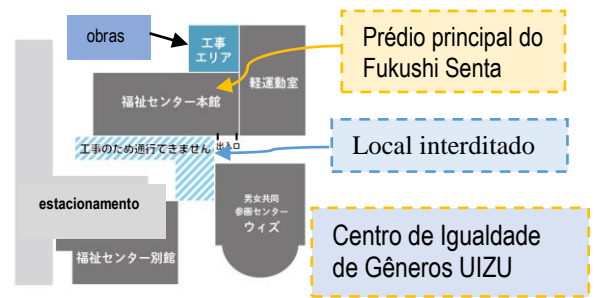 obras
工事
エリア
Prédio principal do
Fukushi Senta
軽運動室
福祉センター本館
工事のため通行できません
出入口
Local interditado
estacionamento
男女共同
参画センター
ウィズ
Centro de Igualdade
de Gêneros UIZU
福祉センター別館